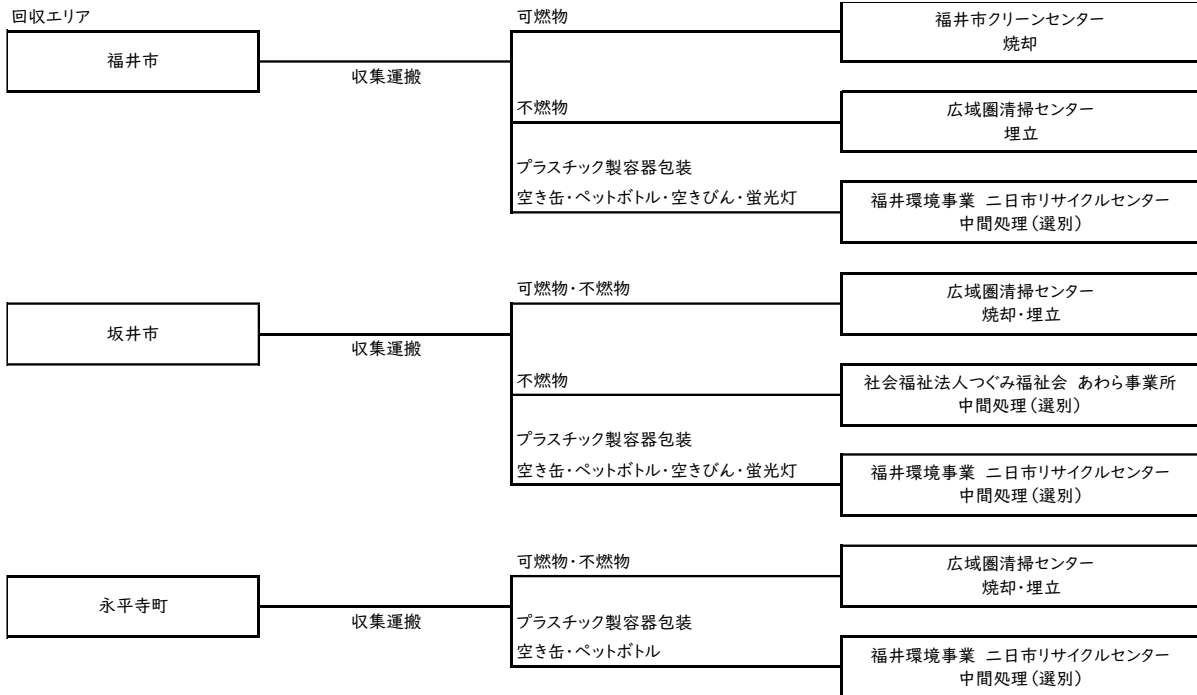 回収エリア
福井市
収集運搬
可燃物
福井市クリーンセンター
焼却
不燃物
広域圏清掃センター
埋立
プラスチック製容器包装
空き缶・ペットボトル・空きびん・蛍光灯
福井環境事業 二日市リサイクルセンター
中間処理(選別)
坂井市
収集運搬
可燃物・不燃物
広域圏清掃センター
焼却・埋立
不燃物
社会福祉法人つぐみ福祉会 あわら事業所
中間処理(選別)
プラスチック製容器包装
空き缶・ペットボトル・空きびん・蛍光灯
福井環境事業 二日市リサイクルセンター
中間処理(選別)
永平寺町
収集運搬
可燃物・不燃物
広域圏清掃センター
焼却・埋立
プラスチック製容器包装
空き缶・ペットボトル
福井環境事業 二日市リサイクルセンター
中間処理(選別)